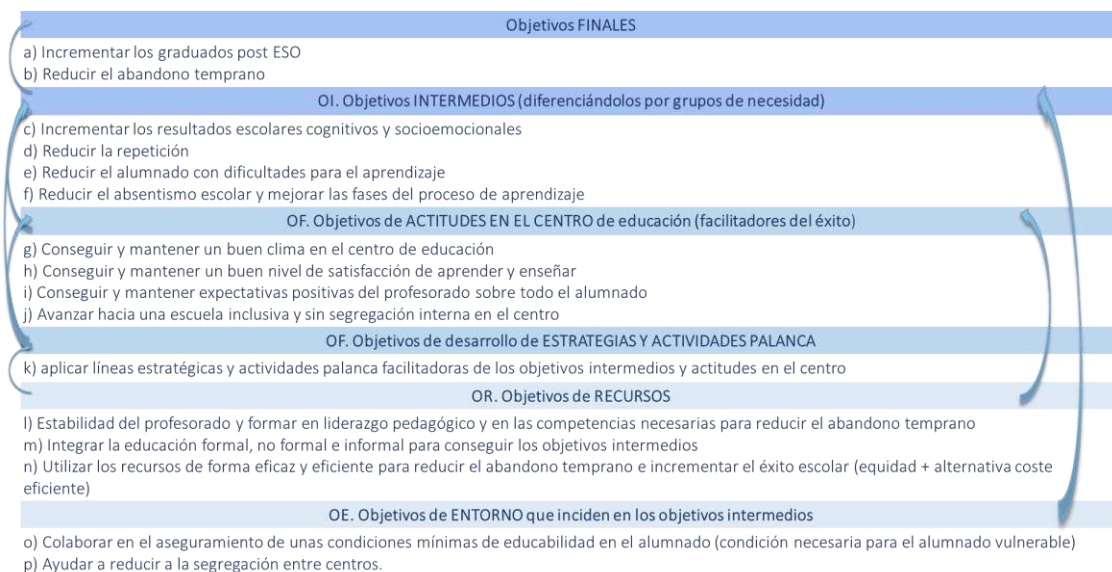 Objetivos FINALES
a) Incrementar los graduados post ESO
b) Reducir el abandono temprano
OI. Objetivos INTERMEDIOS (diferenciándolos por grupos de necesidad)
c) Incrementar los resultados escolares cognitivos y socioemocionales
d) Reducir la repetición
e) Reducir el alumnado con dificultades para el aprendizaje
f) Reducir el absentismo escolar y mejorar las fases del proceso de aprendizaje
OF. Objetivos de ACTITUDES EN EL CENTRO de educación (facilitadores del éxito)
g) Conseguir y mantener un buen clima en el centro de educación
h) Conseguir y mantener un buen nivel de satisfacción de aprender y enseñar
i) Conseguir y mantener expectativas positivas del profesorado sobre todo el alumnado
j) Avanzar hacia una escuela inclusiva y sin segregación interna en el centro
OF. Objetivos de desarrollo de ESTRATEGIAS Y ACTIVIDADES PALANCA
k) aplicar líneas estratégicas y actividades palanca facilitadoras de los objetivos intermedios y actitudes en el centro
OR. Objetivos de RECURSOS
l) Estabilidad del profesorado y formar en liderazgo pedagógico y en las competencias necesarias para reducir el abandono temprano
m) Integrar la educación formal, no formal e informal para conseguir los objetivos intermedios
n) Utilizar los recursos de forma eficaz y eficiente para reducir el abandono temprano e incrementar el éxito escolar (equidad + alternativa coste
eficiente)
OE. Objetivos de ENTORNO que inciden en los objetivos intermedios
o) Colaborar en el aseguramiento de unas condiciones mínimas de educabilidad en el alumnado (condición necesaria para el alumnado vulnerable)
p) Ayudar a reducir a la segregación entre centros.